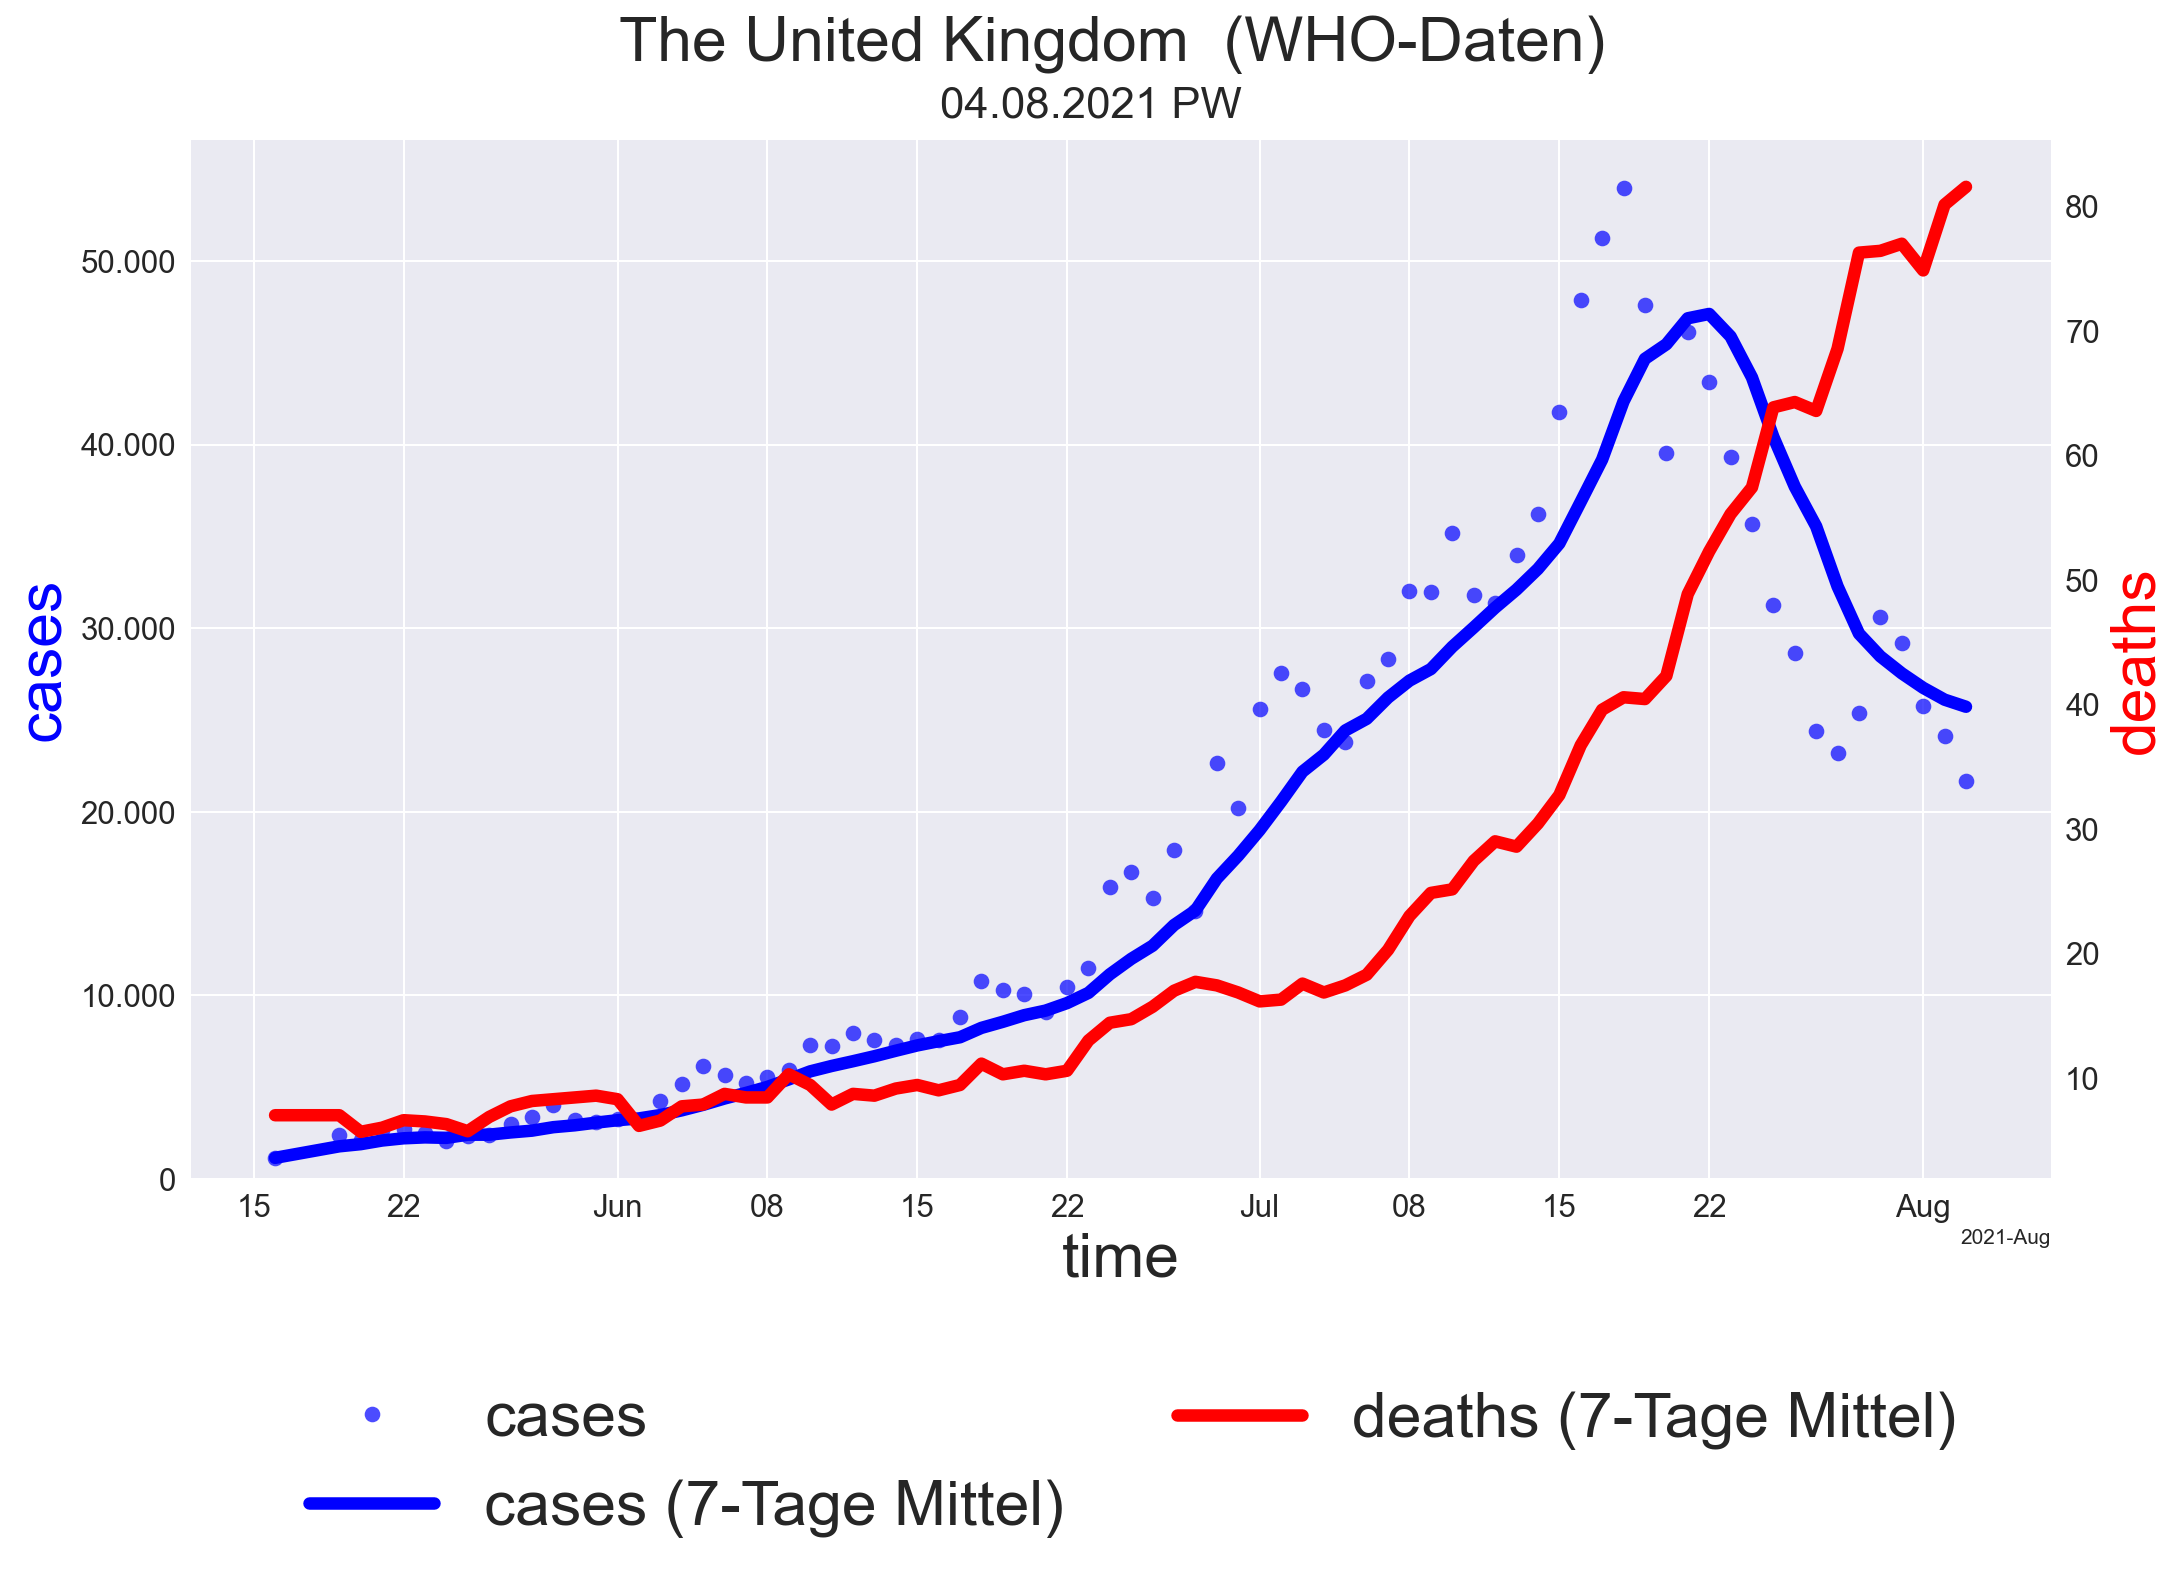 The United Kingdom  (WHO-Daten)
04.08.2021 PW
cases
50.000
40.000
30.000
20.000
10.000
0
80
70
60
50
40
30
20
10
deaths
15 22 Jun 08 15 22 Jul 08 15 22 Aug
2021-Aug
time
cases
cases (7-Tage Mittel)
deaths (7-Tage Mittel)